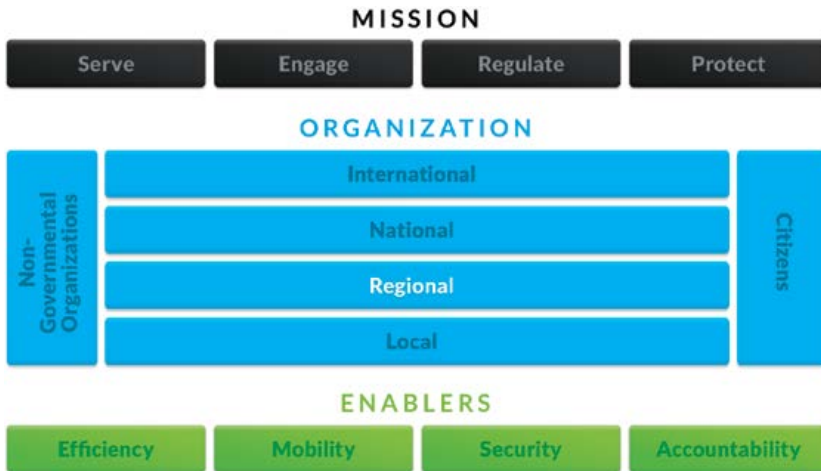 MISSION
Serve
Engage
Regulate
Protect
ORGANIZATION
Non-
Governmental
Organizations
International
National
Regional
Local
Citizens
ENABLERS
Efficiency
Mobility
Security
Accountability